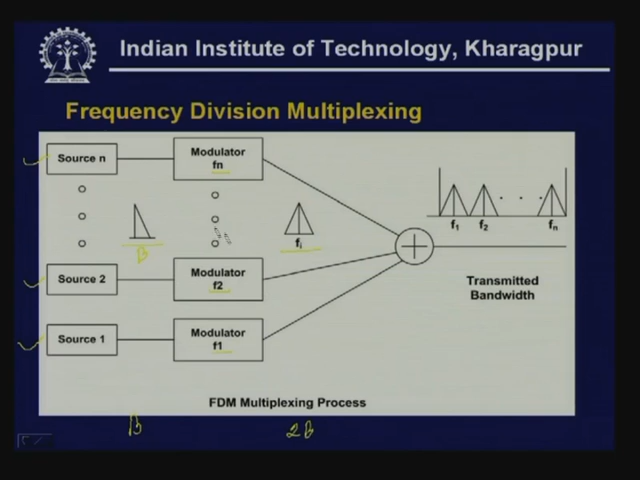 Indian Institute of Technology, Kharagpur
Frequency Division Multiplexing
Source n
Modulator
fn
B
fi
f1 f2 fn
Source 2
Modulator
f2
Transmitted
Bandwidth
Source 1
Modulator
f1
FDM Multiplexing Process
B 2B